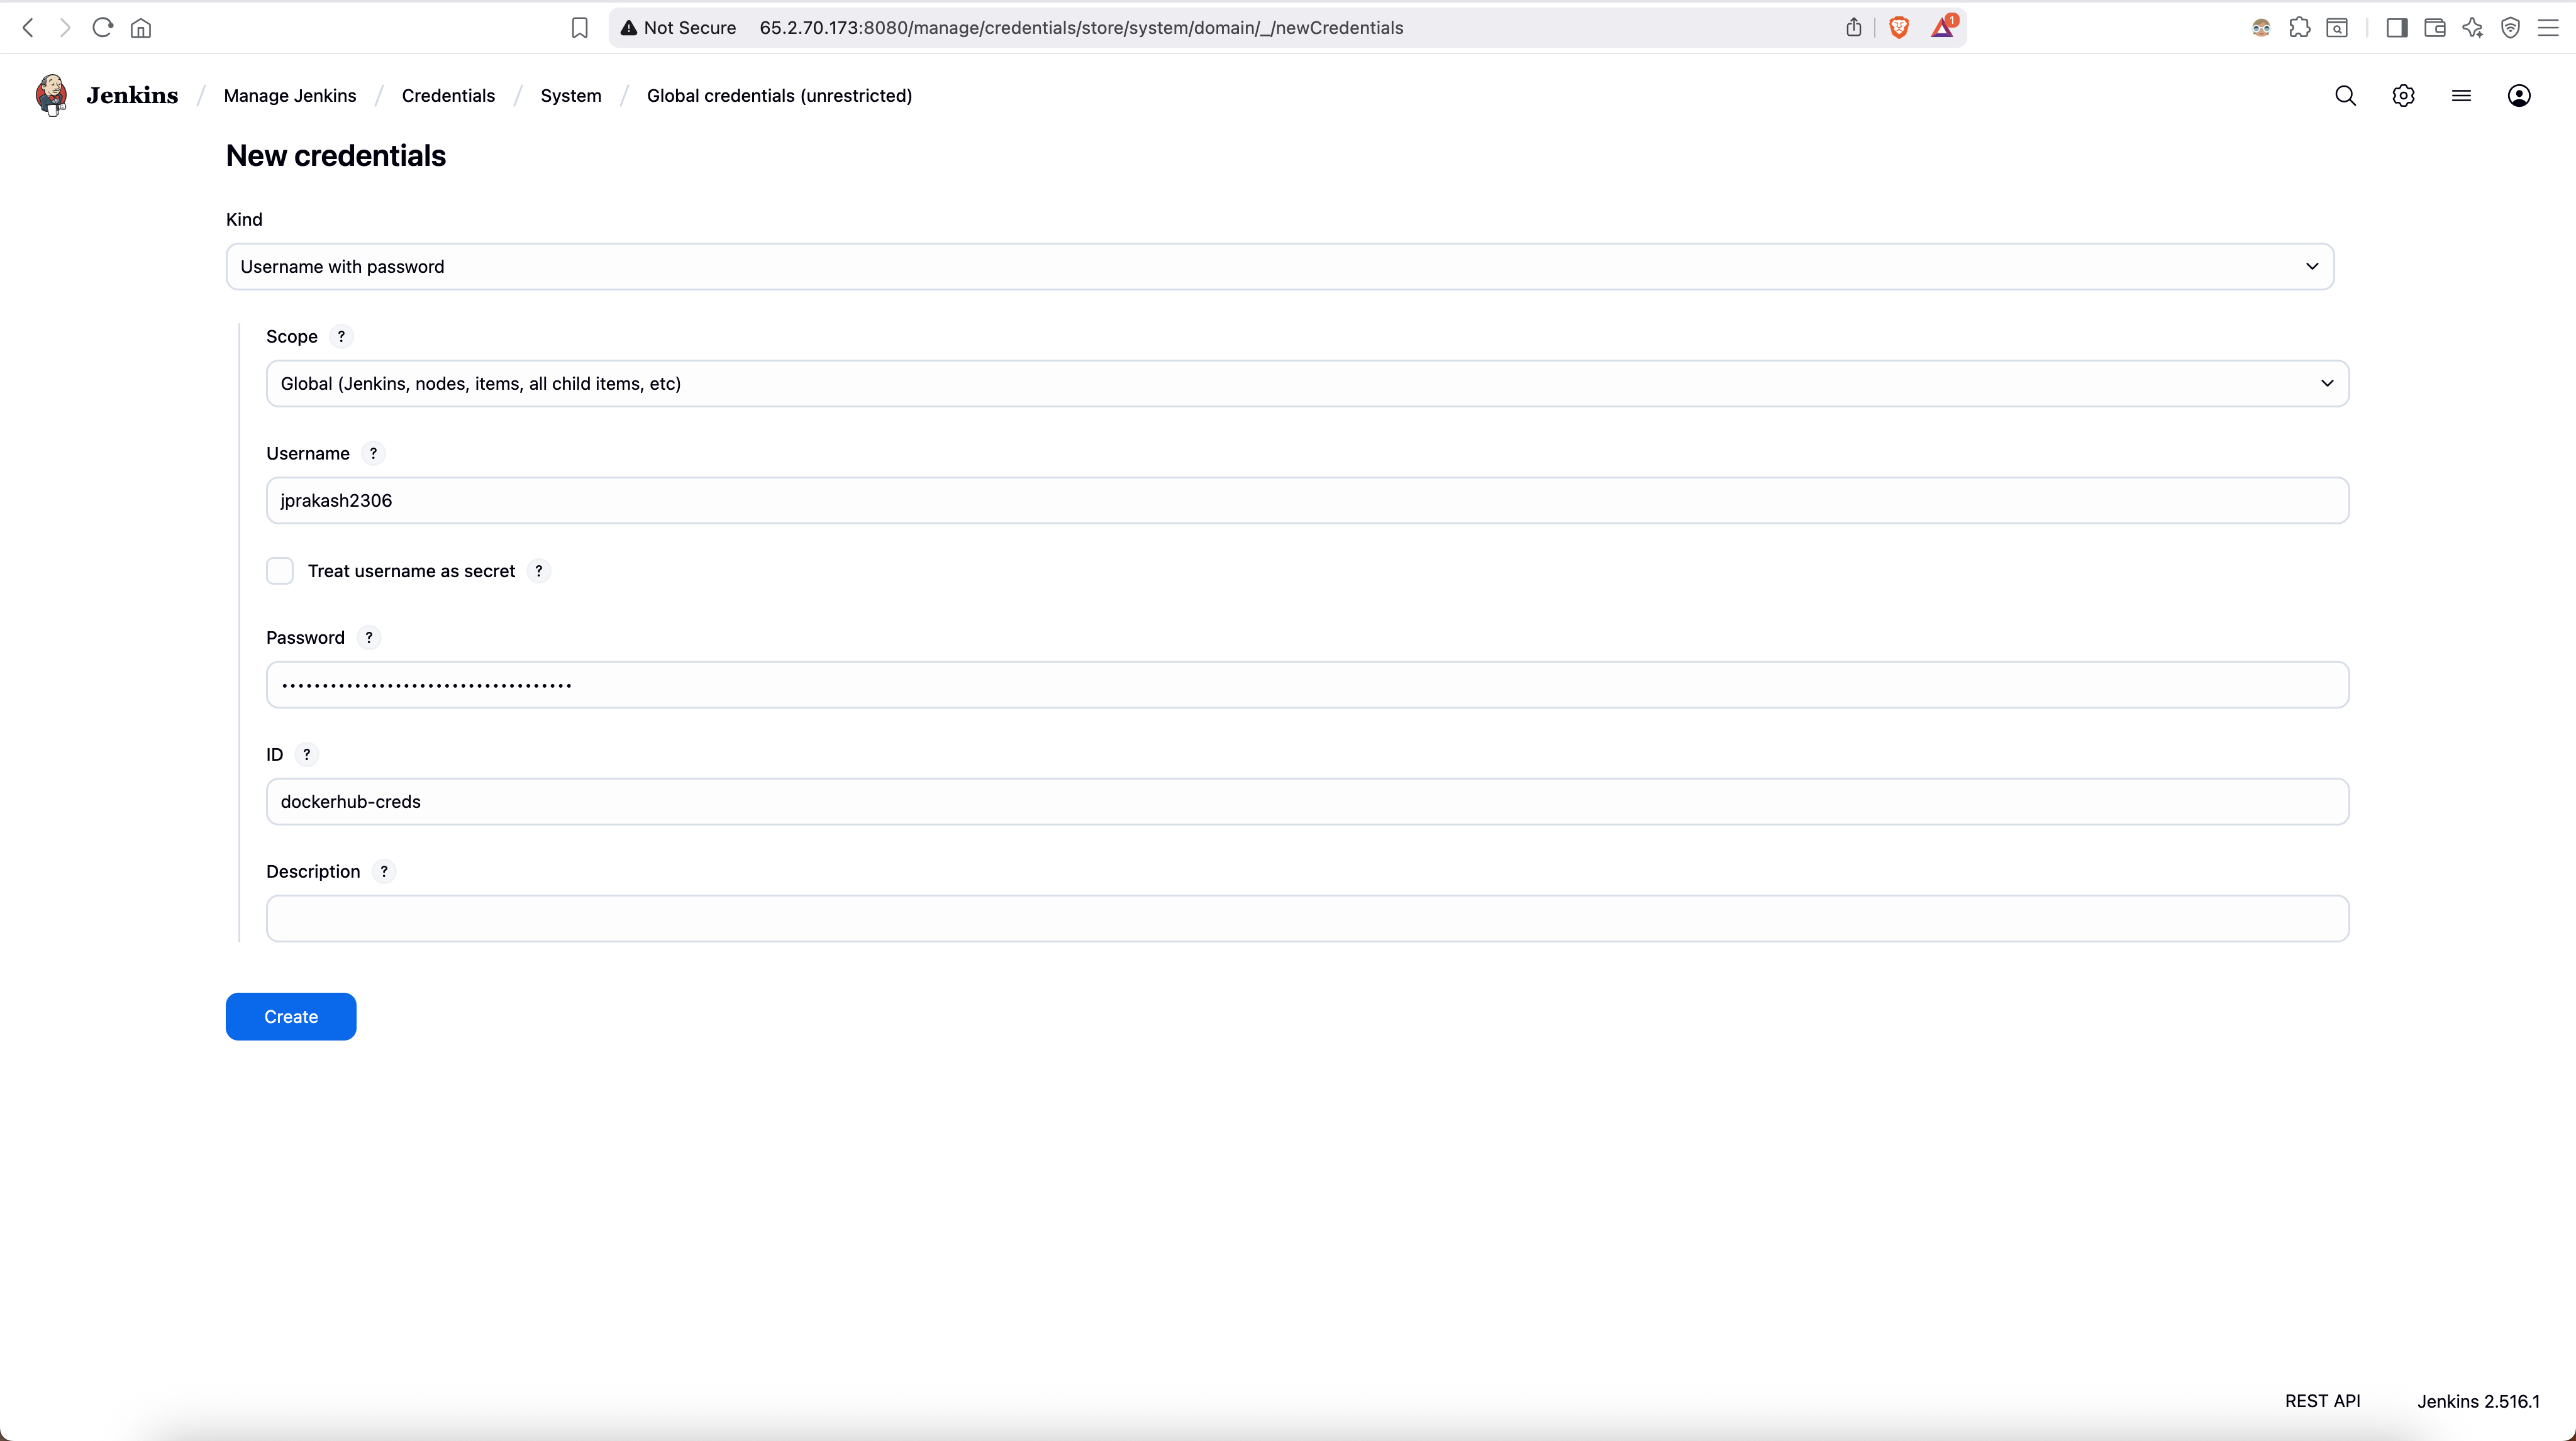 Not Secure 65.2.70.173:8080/manage/credentials/store/system/domain/_/newCredentials
1
Jenkins / Manage Jenkins / Credentials / System / Global credentials (unrestricted)
New credentials
Kind
Username with password
Scope ?
Global (Jenkins, nodes, items, all child items, etc)
Username ?
jprakash2306
Treat username as secret ?
Password ?
••••••••••••••••••••••••••••••••••••
ID ?
dockerhub-creds
Description ?
Create
REST API Jenkins 2.516.1